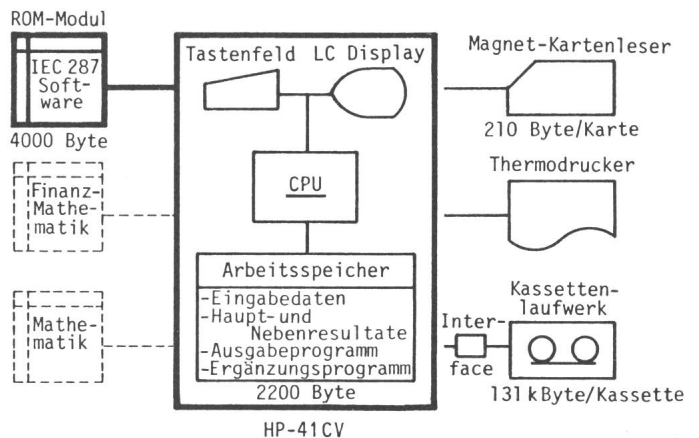 ROM-Modul
IEC 287
Soft-
ware
4000 Byte
Finanz-
Mathe-
matik
Mathe-
matik
Tastenfeld LC Display
CPU
Arbeitsspeicher
-Eingabedaten
-Haupt- und
Nebenresultate
-Ausgabeprogramm
-Ergänzungsprogramm
2200 Byte
HP-41CV
Magnet-Kartenleser
210 Byte/Karte
Thermodrucker
Kassetten-
laufwerk
Inter-
face
131 kByte/Kassette